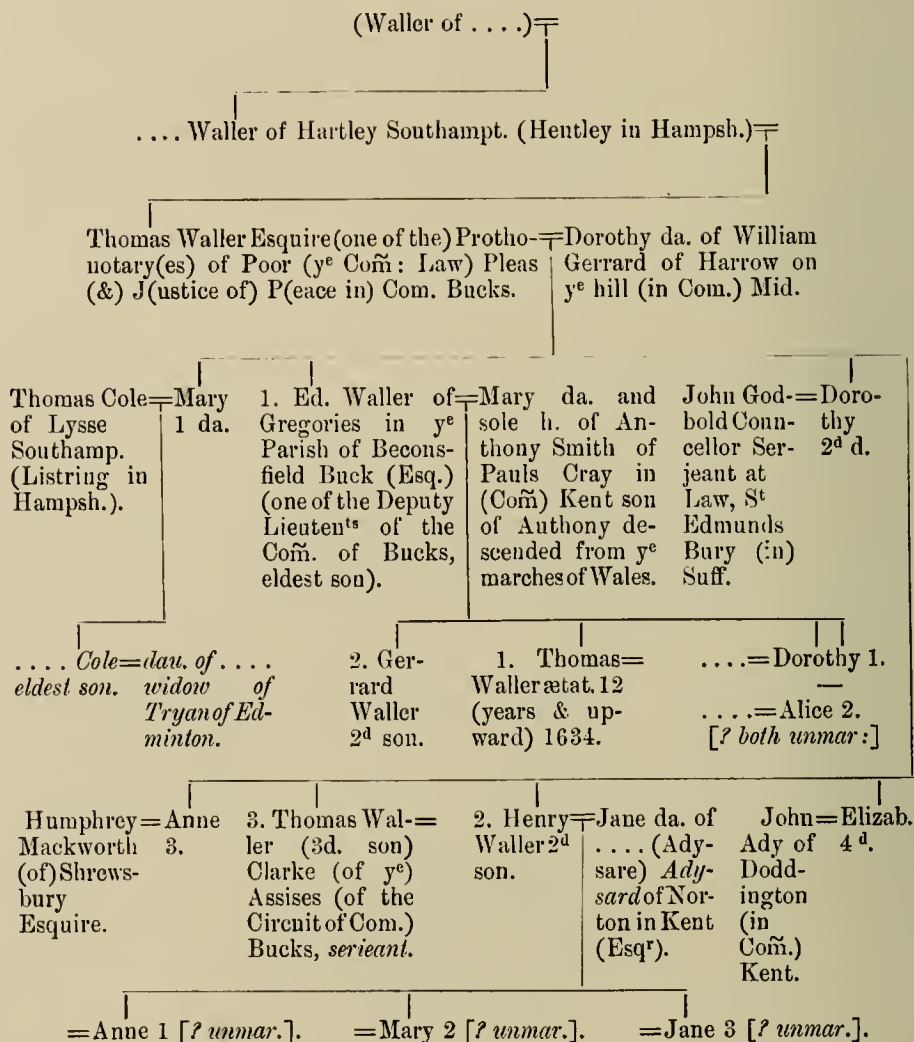 (Waller of . . . .)
. . . . Waller of Hartley Southampt. (Hentley in Hampsh.)
Thomas Waller Esquire (one of the) Protho-
notary(es) of Poor (yᵉ Com̃ : Law) Pleas
(&) J(ustice of) P(eace in) Com. Bucks.
Dorothy da. of William
Gerrard of Harrow on
yᵉ hill (in Com.) Mid.
Thomas Cole
of Lysse
Southamp.
(Listring in
Hampsh.).
=Mary
1 da.
1. Ed. Waller of
Gregories in yᵉ
Parish of Becons-
field Buck (Esq.)
(one of the Deputy
Lieutenᵗˢ of the
Com̃. of Bucks,
eldest son).
=Mary da. and
sole h. of An-
thony Smith of
Pauls Cray in
(Com̃) Kent son
of Anthony de-
scended from yᵉ
marches of Wales.
John God-
bold Conn-
cellor Ser-
jeant at
Law, Sᵗ
Edmunds
Bury (in)
Suff.
=Doro-
thy
2ᵈ d.
. . . . Cole=dau. of . . . .
eldest son. widow of
Tryan of Ed-
minton.
2. Ger-
rard
Waller
2ᵈ son.
1. Thomas=
Waller ætat. 12
(years & up-
ward) 1634.
. . . .=Dorothy 1.
—
. . . .=Alice 2.
[? both unmar :]
Humphrey=
Mackworth
(of) Shrews-
bury
Esquire.
Anne
3.
3. Thomas Wal-=
ler (3d. son)
Clarke (of yᵉ)
Assises (of the
Circuit of Com.)
Bucks, serieant.
2. Henry
Waller 2ᵈ
son.
=Jane da. of
. . . . (Ady-
sare) Ady-
sard of Nor-
ton in Kent
(Esqʳ).
John=
Ady of
Dodd-
ington
(in
Com̃.)
Kent.
Elizab.
4 ᵈ.
=Anne 1 [? unmar.]. =Mary 2 [? unmar.]. =Jane 3 [? unmar.].